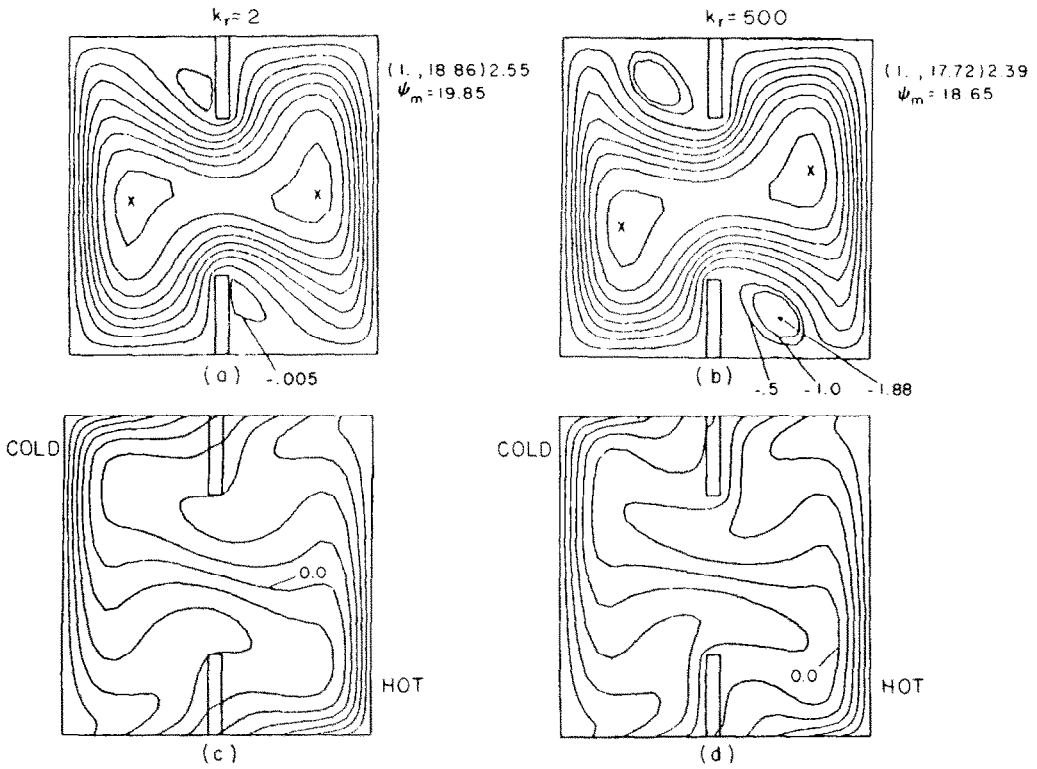 k_r = 2
k_r = 500
(1. , 18.86) 2.55
ψ_m = 19.85
(1. , 17.72) 2.39
ψ_m = 18.65
x
x
x
x
(a)
-.005
(b)
-.5
-1.0
-1.88
COLD
0.0
HOT
(c)
COLD
0.0
HOT
(d)